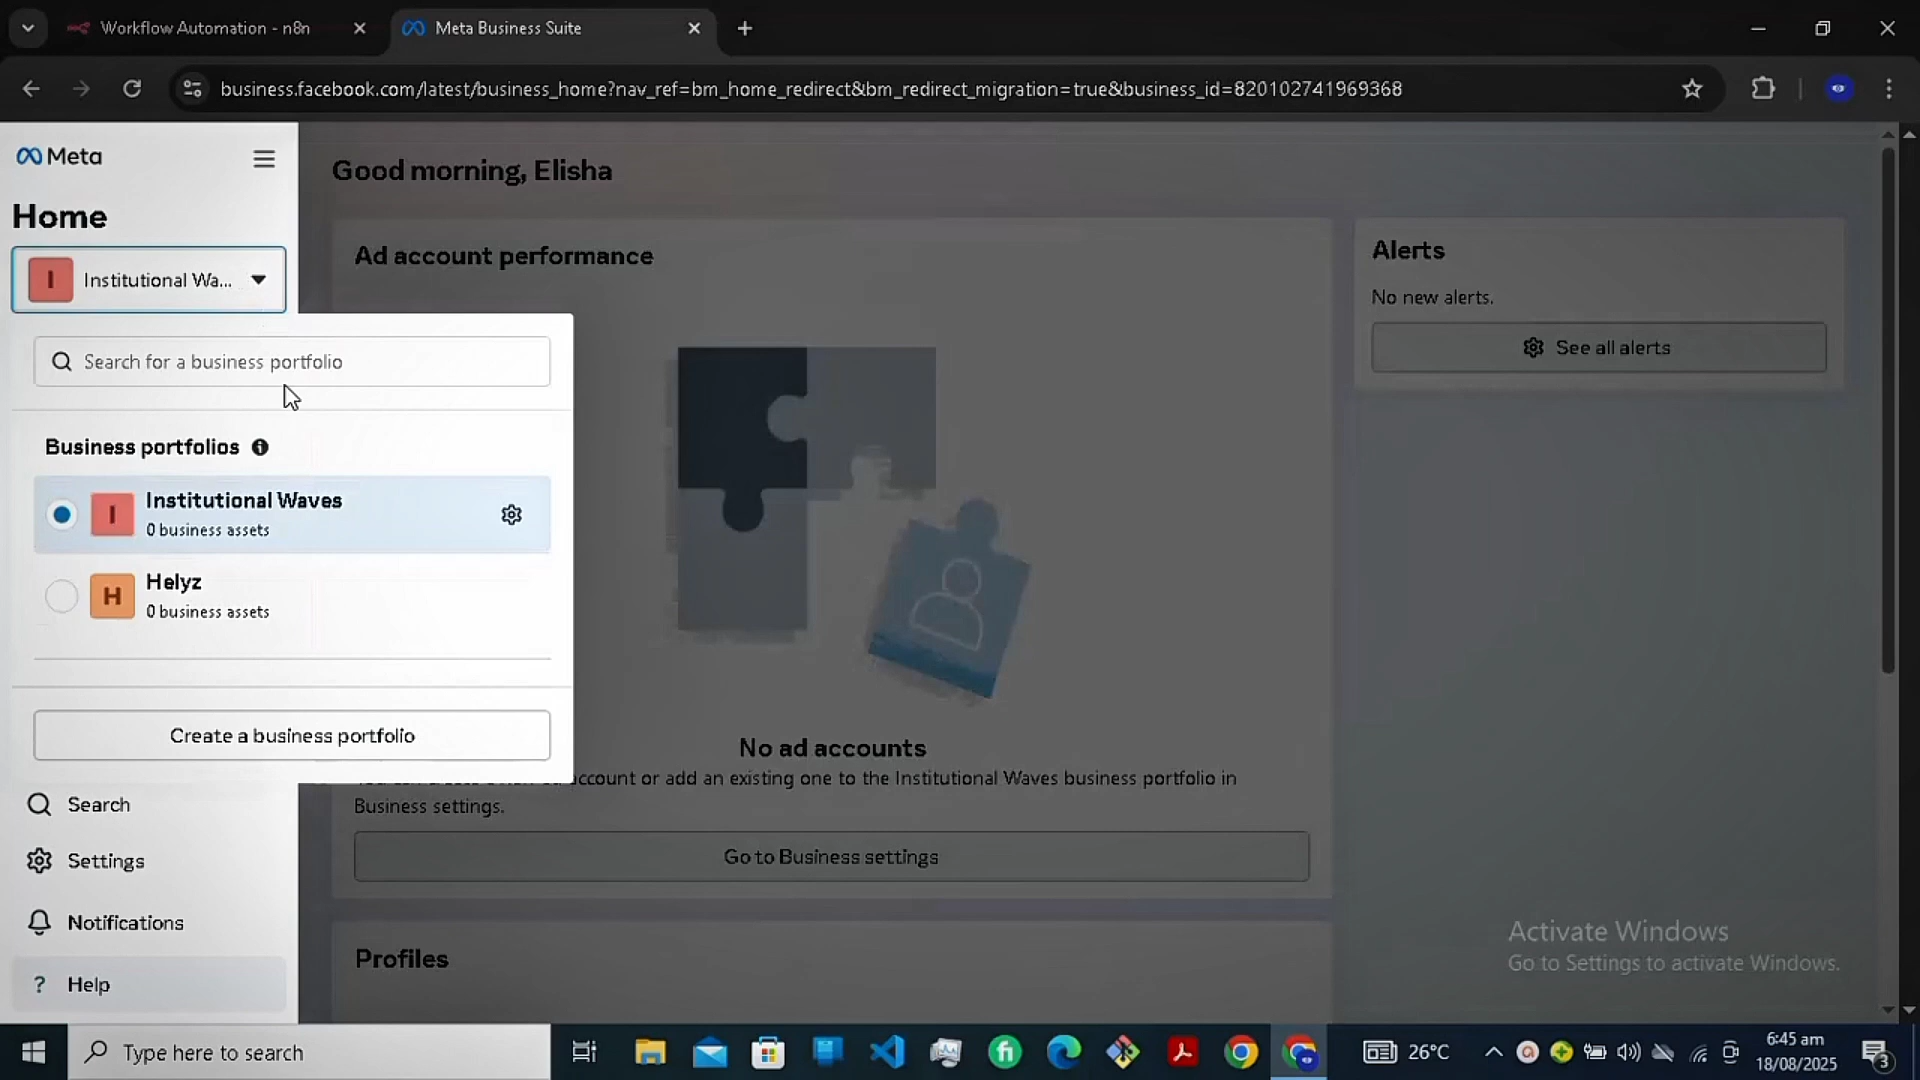 Workflow Automation - n8n
Meta Business Suite
business.facebook.com/latest/business_home?nav_ref=bm_home_redirect&bm_redirect_migration=true&business_id=820102741969368
Meta
Home
I
Institutional Wa...
Search for a business portfolio
Business portfolios
I
Institutional Waves
0 business assets
H
Helyz
0 business assets
Create a business portfolio
Search
Settings
Notifications
? Help
Good morning, Elisha
Ad account performance
No ad accounts
account or add an existing one to the Institutional Waves business portfolio in
Business settings.
Go to Business settings
Profiles
Alerts
No new alerts.
See all alerts
Activate Windows
Go to Settings to activate Windows.
Type here to search
26°C
6:45 am
18/08/2025
3